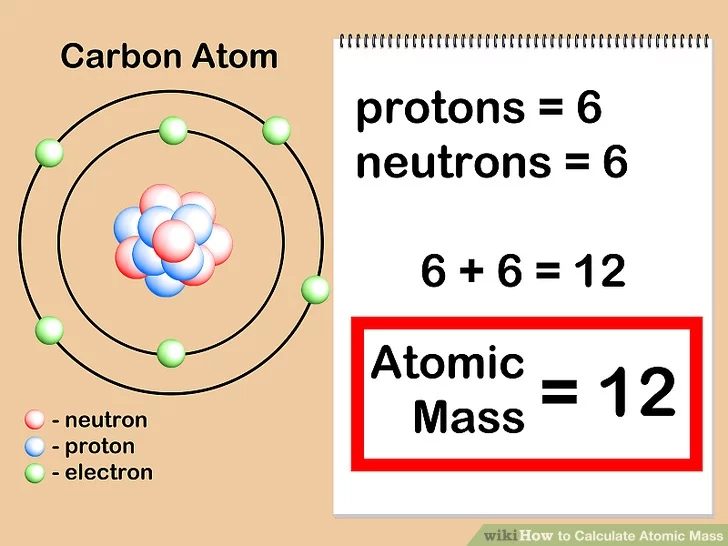 Carbon Atom
protons = 6
neutrons = 6
6 + 6 = 12
Atomic
Mass
= 12
- neutron
- proton
- electron
wikiHow to Calculate Atomic Mass